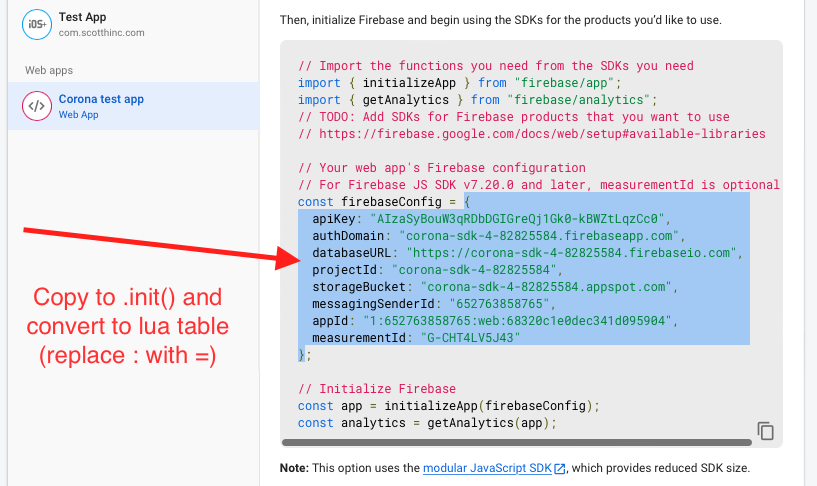 iOS+
Test App
com.scotthinc.com
Web apps
</>
Corona test app
Web App
Copy to .init() and
convert to lua table
(replace : with =)
Then, initialize Firebase and begin using the SDKs for the products you'd like to use.
// Import the functions you need from the SDKs you need
import { initializeApp } from "firebase/app";
import { getAnalytics } from "firebase/analytics";
// TODO: Add SDKs for Firebase products that you want to use
// https://firebase.google.com/docs/web/setup#available-libraries
// Your web app's Firebase configuration
// For Firebase JS SDK v7.20.0 and later, measurementId is optional
const firebaseConfig = {
apiKey: "AIzaSyBouW3qRDbDGIGreQj1Gk0-kBWZtLqzCc0",
authDomain: "corona-sdk-4-82825584.firebaseapp.com",
databaseURL: "https://corona-sdk-4-82825584.firebaseio.com",
projectId: "corona-sdk-4-82825584",
storageBucket: "corona-sdk-4-82825584.appspot.com",
messagingSenderId: "652763858765",
appId: "1:652763858765:web:68320c1e0dec341d095904",
measurementId: "G-CHT4LV5J43"
};
// Initialize Firebase
const app = initializeApp(firebaseConfig);
const analytics = getAnalytics(app);
Note: This option uses the modular JavaScript SDK, which provides reduced SDK size.